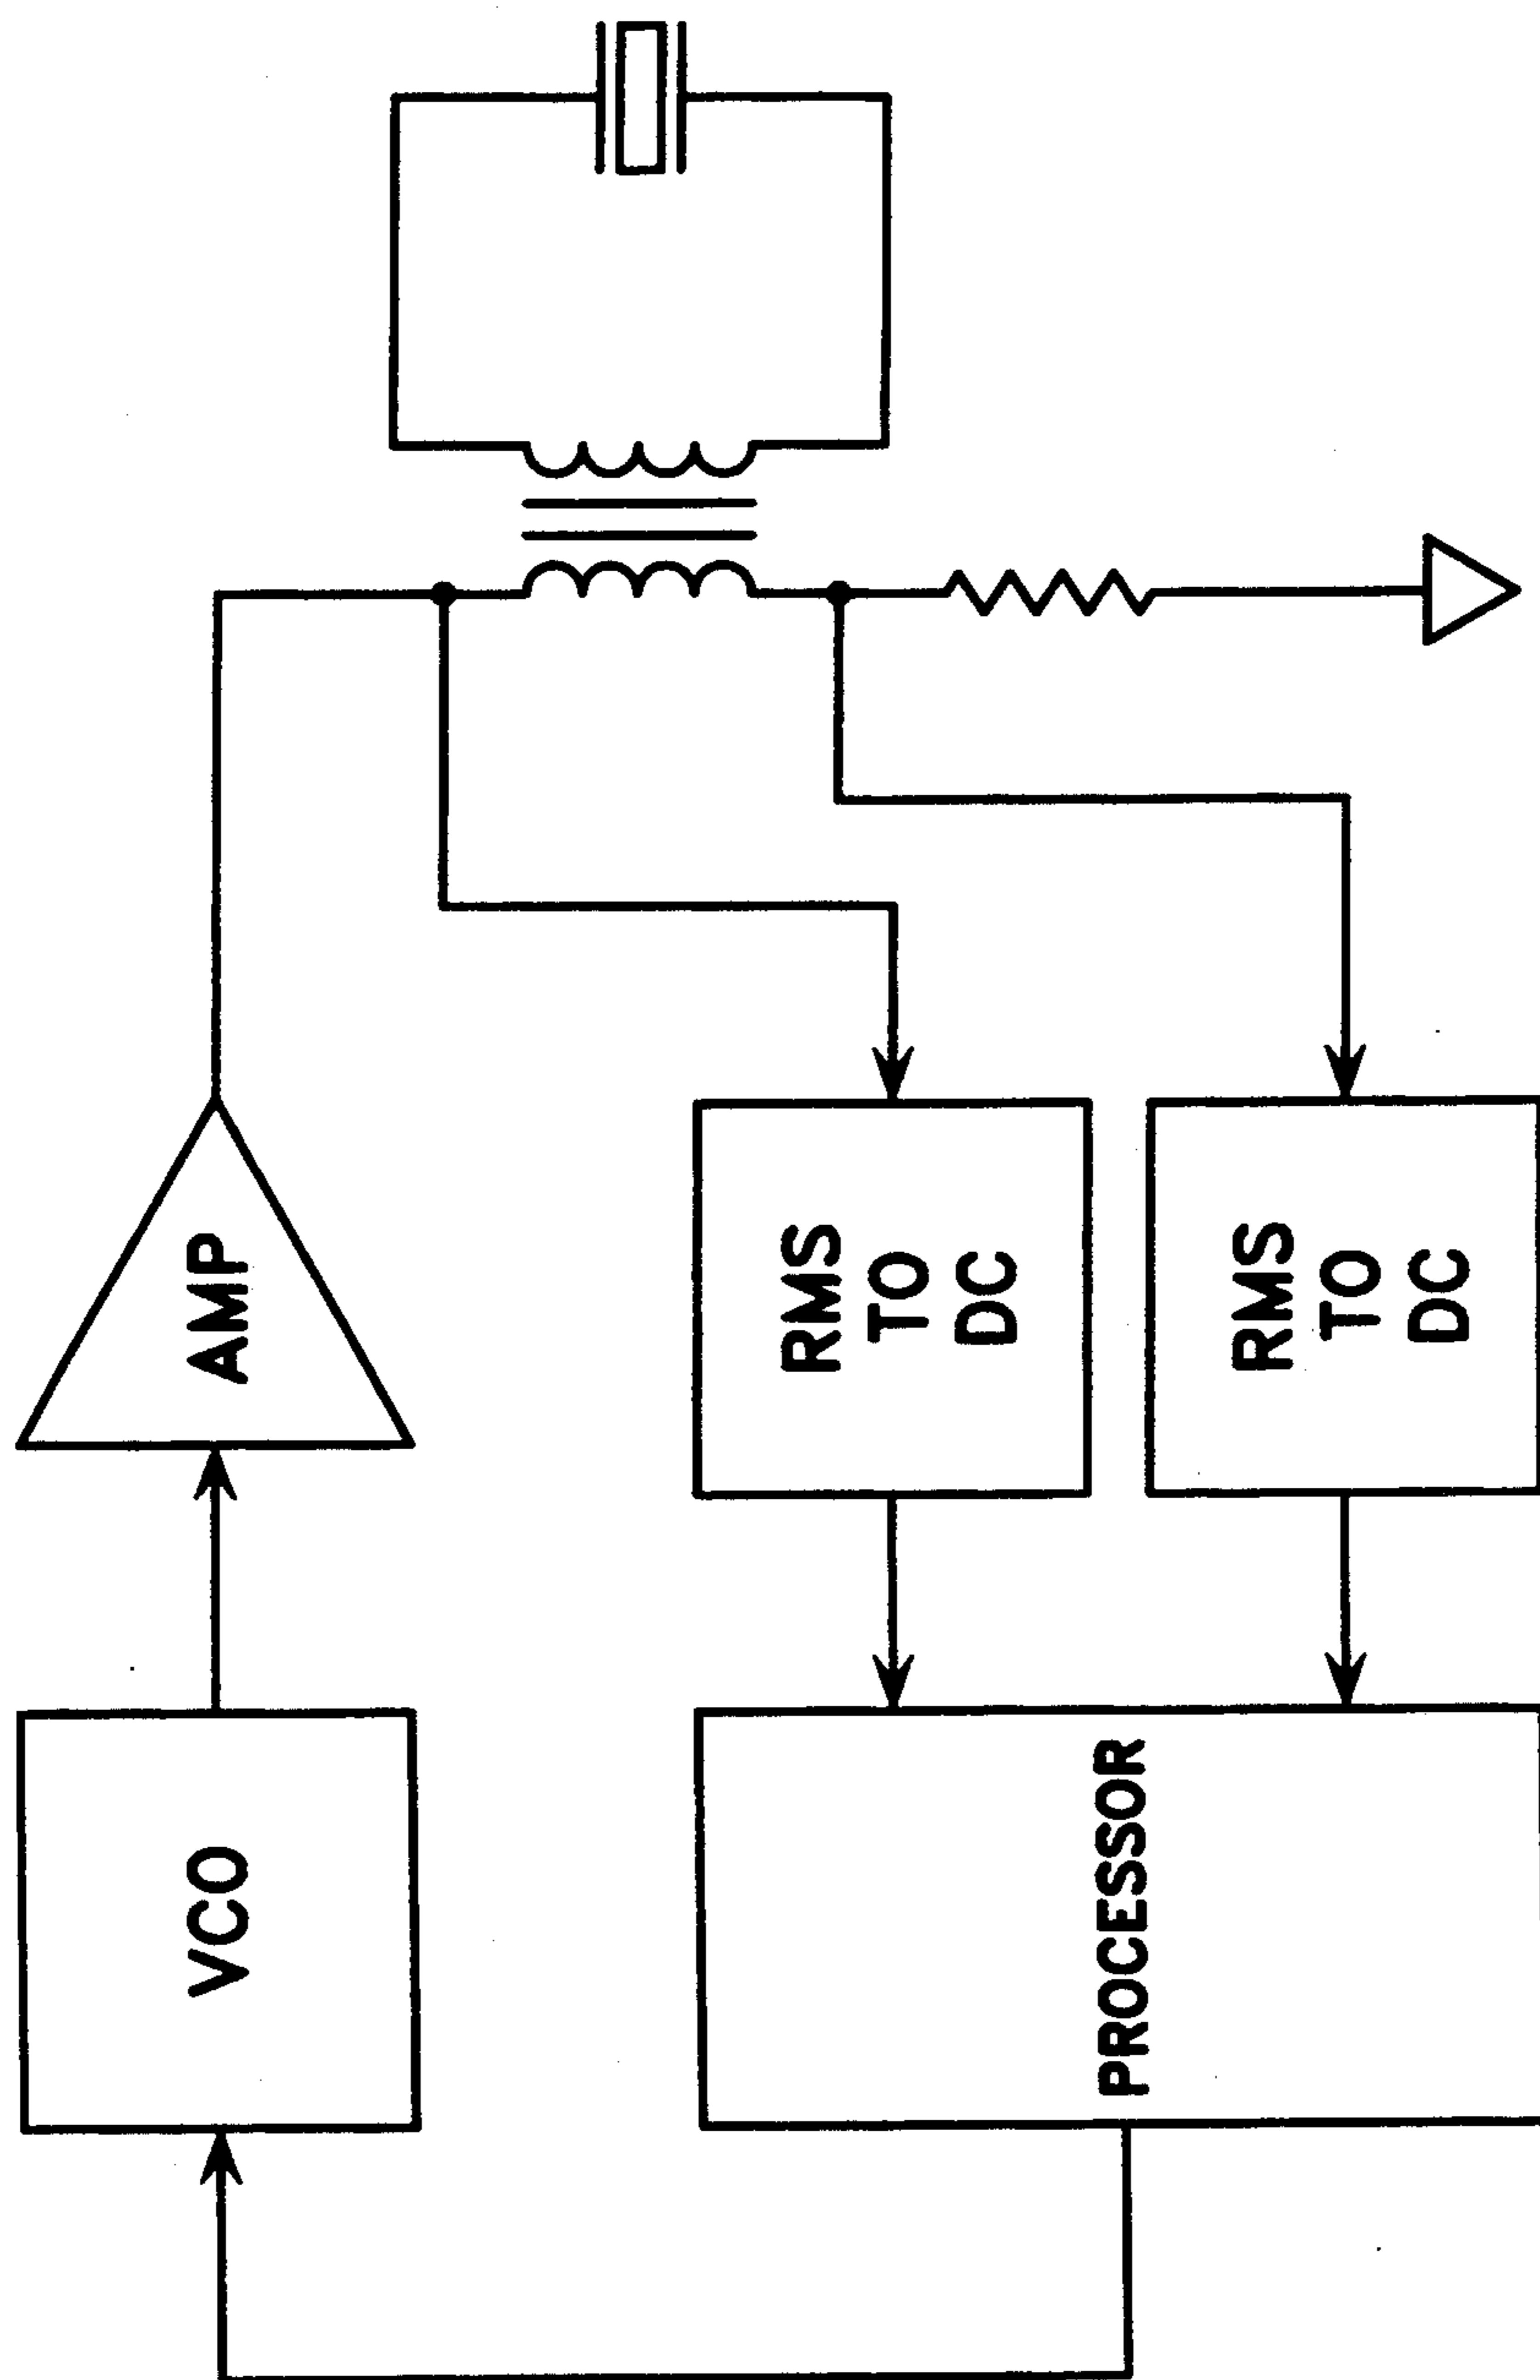 VCO
AMP
RMS
TO
DC
RMS
TO
DC
PROCESSOR